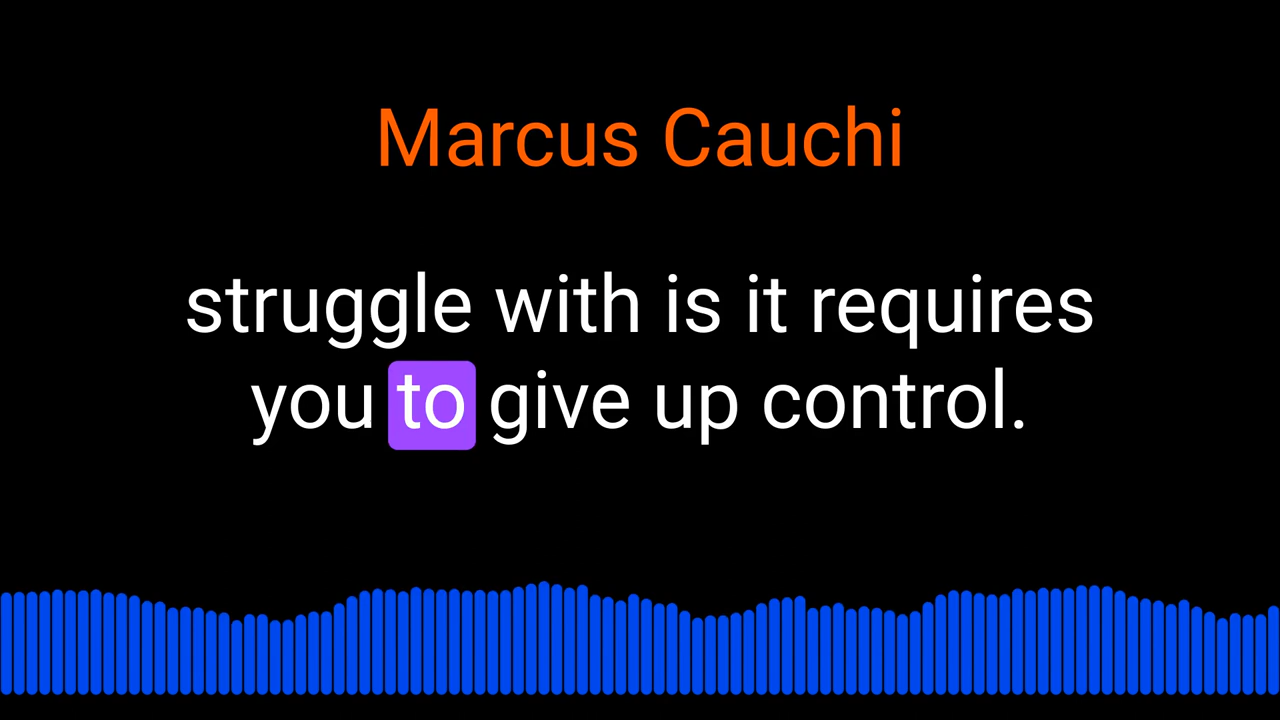 Marcus Cauchi
struggle with is it requires
you to give up control.